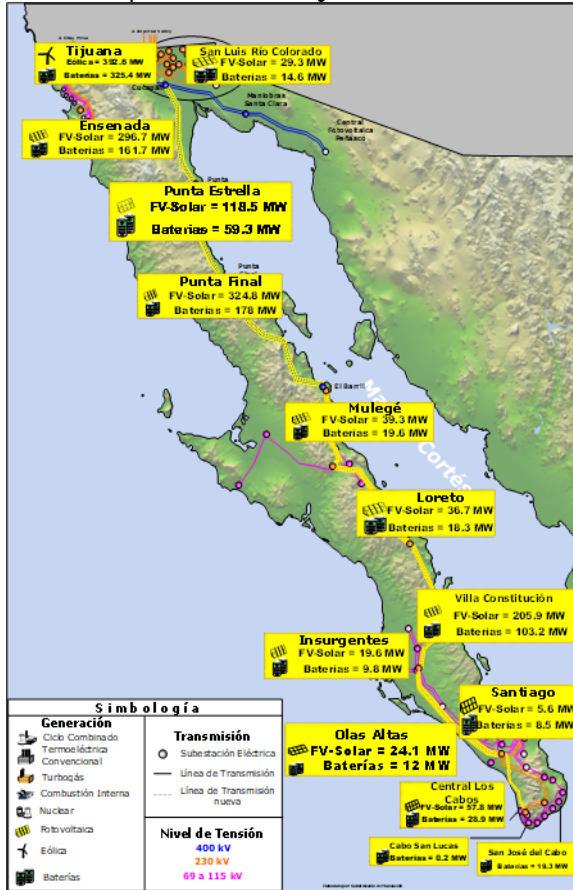 Tijuana
Eólica = 392.6 MW
Baterías = 325.4 MW
San Luis Río Colorado
FV-Solar = 29.3 MW
Baterías = 14.6 MW
Maniobras
Santa Clara
Central
Fotovoltaica
Peñasco
Ensenada
FV-Solar = 296.7 MW
Baterías = 161.7 MW
Punta
Punta Estrella
FV-Solar = 118.5 MW
Baterías = 59.3 MW
Punta
Punta Final
FV-Solar = 324.8 MW
Baterías = 178 MW
El Barril
Mulegé
FV-Solar = 39.3 MW
Baterías = 19.6 MW
Cortés
Loreto
FV-Solar = 36.7 MW
Baterías = 18.3 MW
Villa Constitución
FV-Solar = 205.9 MW
Baterías = 103.2 MW
Insurgentes
FV-Solar = 19.6 MW
Baterías = 9.8 MW
Santiago
FV-Solar = 5.6 MW
Baterías = 8.5 MW
Olas Altas
FV-Solar = 24.1 MW
Baterías = 12 MW
Central Los
Cabos
FV-Solar = 57.8 MW
Baterías = 28.9 MW
Cabo San Lucas
Baterías = 0.2 MW
San José del Cabo
Baterías = 19.3 MW
Simbología
Generación
Ciclo Combinado
Termoeléctrica
Convencional
Turbogás
Combustión Interna
Nuclear
Fotovoltaica
Eólica
Baterías
Transmisión
Subestación Eléctrica
Línea de Transmisión
Línea de Transmisión
nueva
Nivel de Tensión
400 kV
230 kV
69 a 115 kV